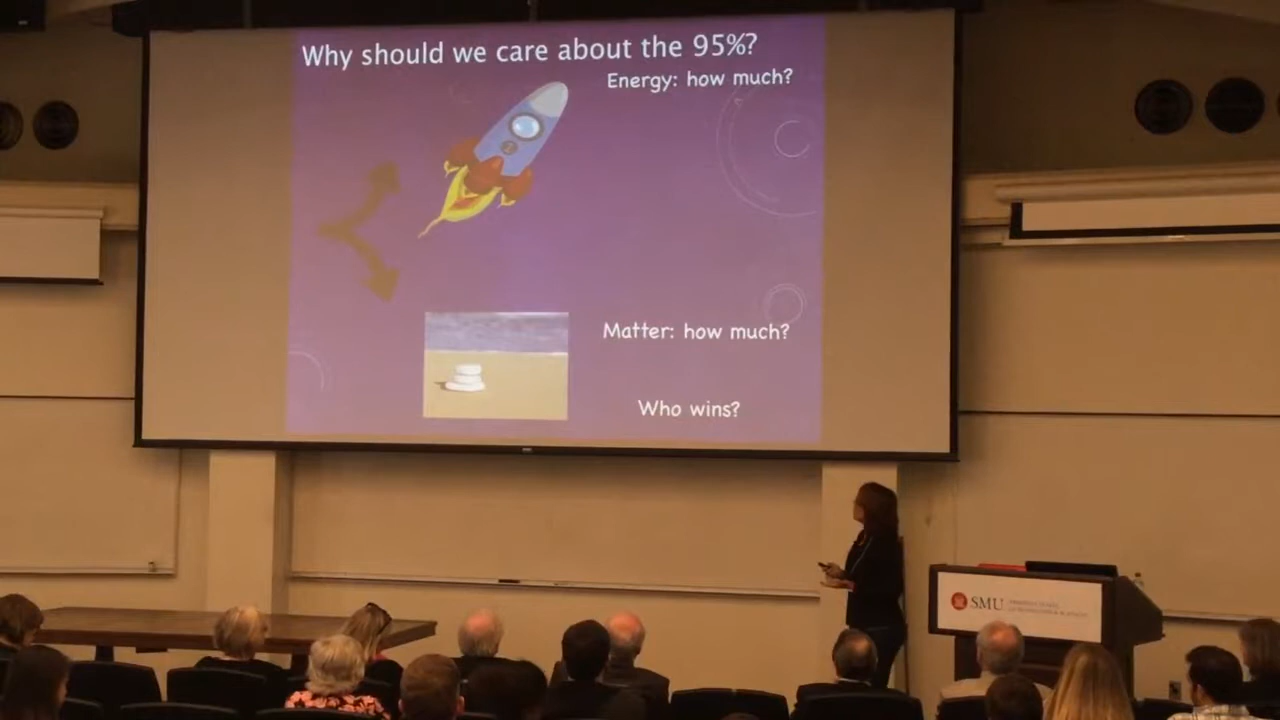 Why should we care about the 95%?
Energy: how much?
Matter: how much?
Who wins?
SMU